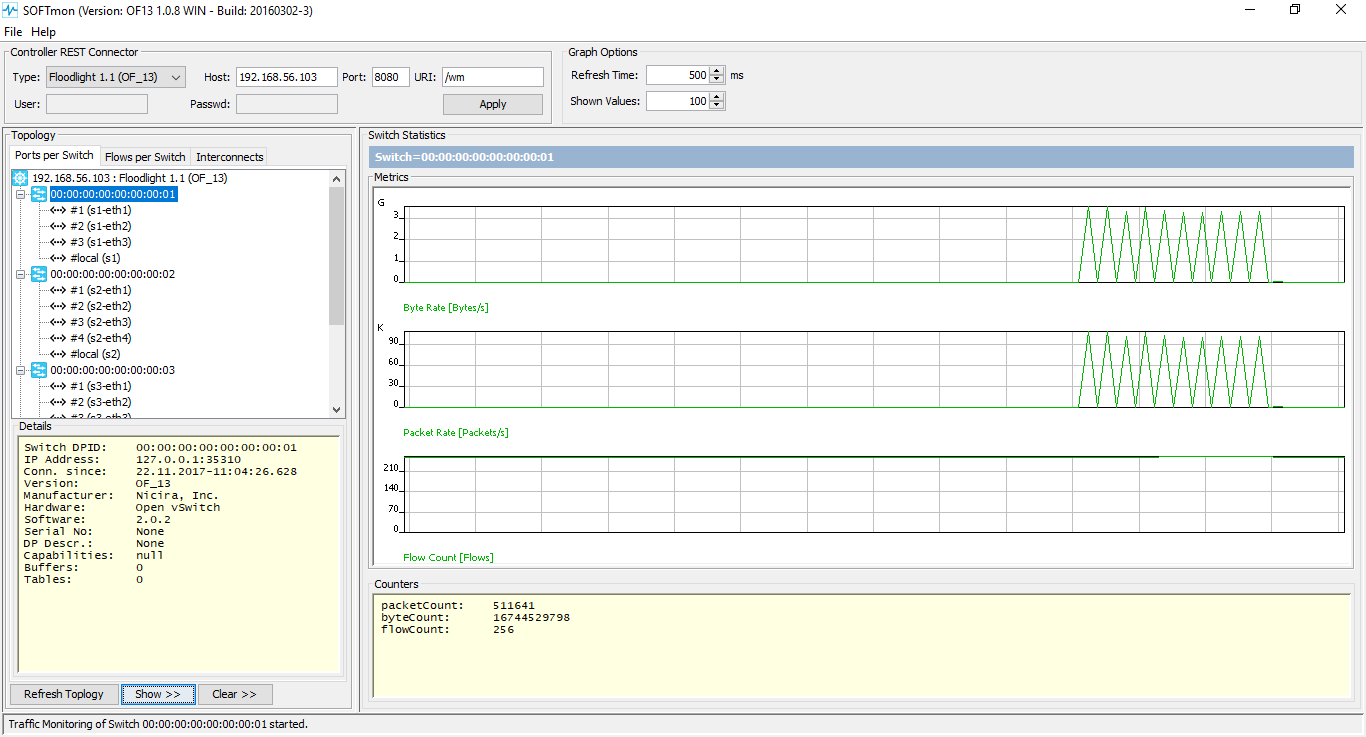 SOFTmon (Version: OF13 1.0.8 WIN - Build: 20160302-3)
File Help
Controller REST Connector
Type: Floodlight 1.1 (OF_13) Host: 192.168.56.103 Port: 8080 URI: /wm
User: Passwd: Apply
Graph Options
Refresh Time: 500 ms
Shown Values: 100
Topology
Ports per Switch Flows per Switch Interconnects
192.168.56.103 : Floodlight 1.1 (OF_13)
00:00:00:00:00:00:00:01
#1 (s1-eth1)
#2 (s1-eth2)
#3 (s1-eth3)
#local (s1)
00:00:00:00:00:00:00:02
#1 (s2-eth1)
#2 (s2-eth2)
#3 (s2-eth3)
#4 (s2-eth4)
#local (s2)
00:00:00:00:00:00:00:03
#1 (s3-eth1)
#2 (s3-eth2)
#3 (s3-eth3)
Details
Switch DPID: 00:00:00:00:00:00:00:01
IP Address: 127.0.0.1:35310
Conn. since: 22.11.2017-11:04:26.628
Version: OF_13
Manufacturer: Nicira, Inc.
Hardware: Open vSwitch
Software: 2.0.2
Serial No: None
DP Descr.: None
Capabilities: null
Buffers: 0
Tables: 0
Refresh Toplogy Show >> Clear >>
Switch Statistics
Switch=00:00:00:00:00:00:00:01
Metrics
G
3
2
1
0
Byte Rate [Bytes/s]
K
90
60
30
0
Packet Rate [Packets/s]
210
140
70
0
Flow Count [Flows]
Counters
packetCount: 511641
byteCount: 16744529798
flowCount: 256
Traffic Monitoring of Switch 00:00:00:00:00:00:00:01 started.